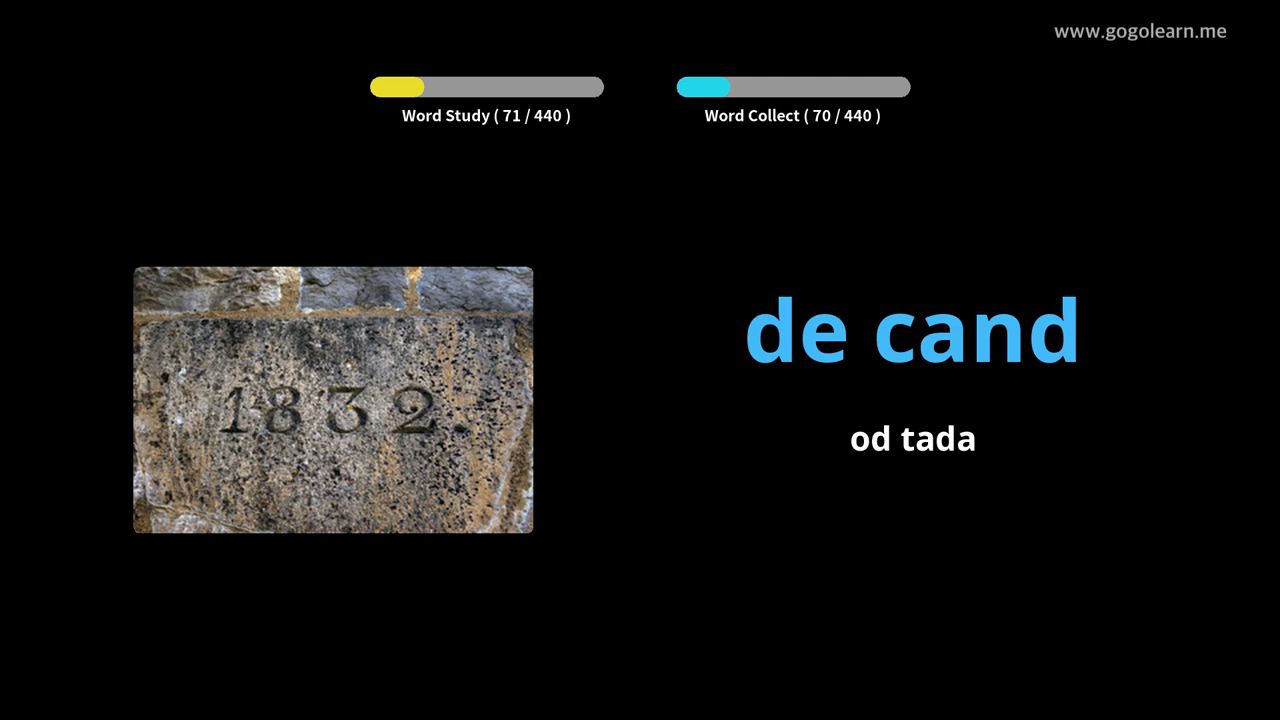 www.gogolearn.me
Word Study ( 71 / 440 )
Word Collect ( 70 / 440 )
de cand
1832.
od tada